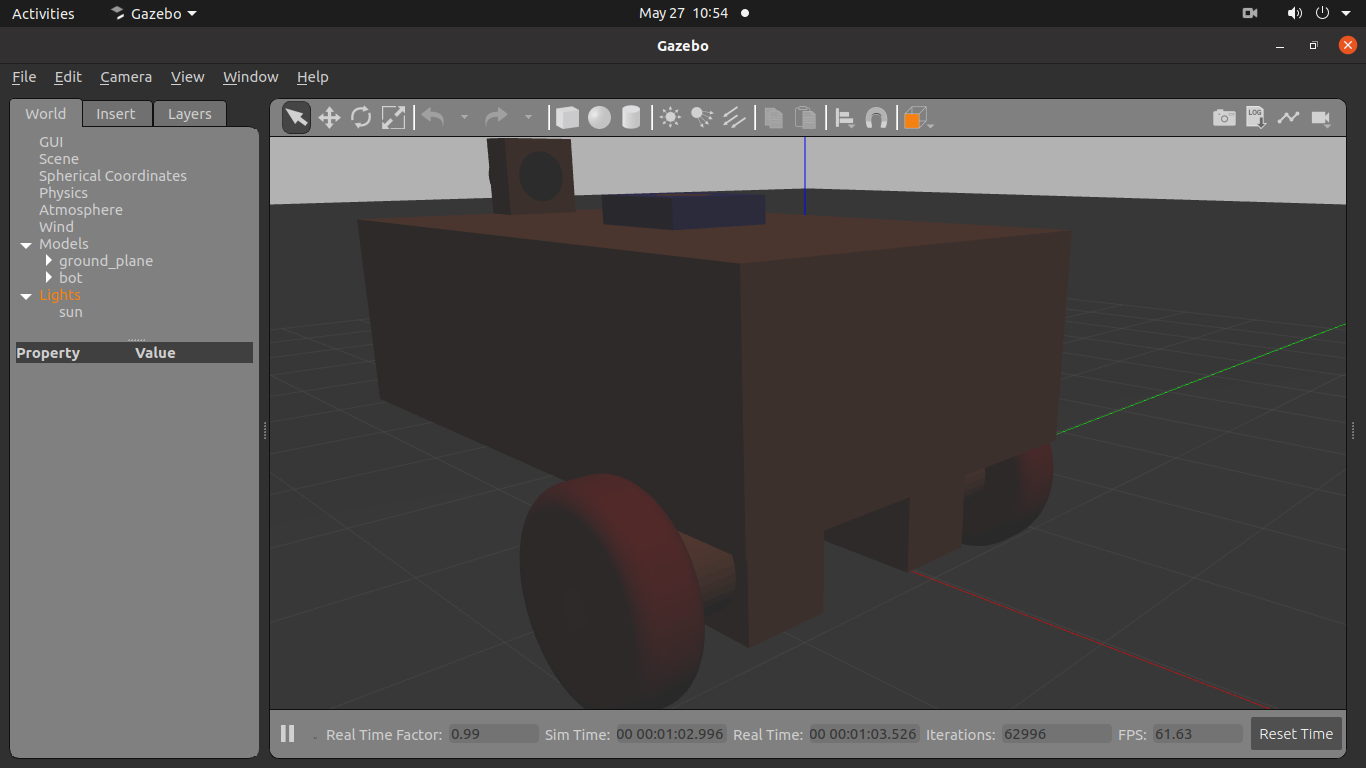 Activities Gazebo May 27 10:54
Gazebo
File Edit Camera View Window Help
World Insert Layers
LOG
GUI
Scene
Spherical Coordinates
Physics
Atmosphere
Wind
Models
ground_plane
bot
Lights
sun
Property Value
Real Time Factor: 0.99 Sim Time: 00 00:01:02.996 Real Time: 00 00:01:03.526 Iterations: 62996 FPS: 61.63 Reset Time